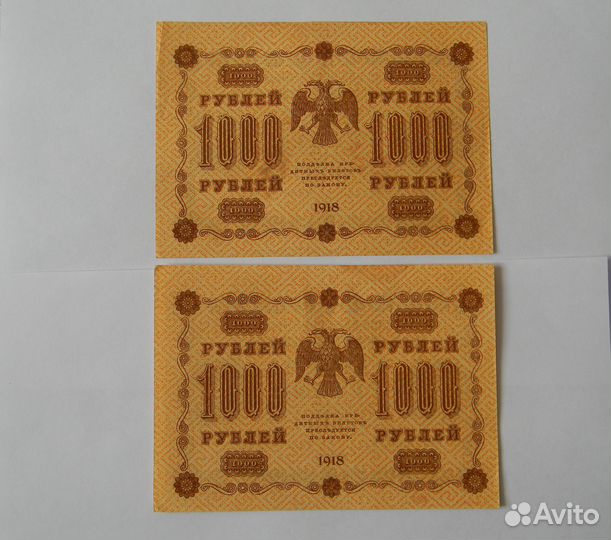 1000 1000
РУБЛЕЙ РУБЛЕЙ
1000 1000
РУБЛЕЙ РУБЛЕЙ
ПОДДѢЛКА КРЕ-
ДИТНЫХЪ БИЛЕТОВЪ
ПРЕСЛѢДУЕТСЯ
ПО ЗАКОНУ.
1000 1918 1000
1000 1000
РУБЛЕЙ РУБЛЕЙ
1000 1000
РУБЛЕЙ РУБЛЕЙ
ПОДДѢЛКА КРЕ-
ДИТНЫХЪ БИЛЕТОВЪ
ПРЕСЛѢДУЕТСЯ
ПО ЗАКОНУ.
1000 1918 1000
Avito